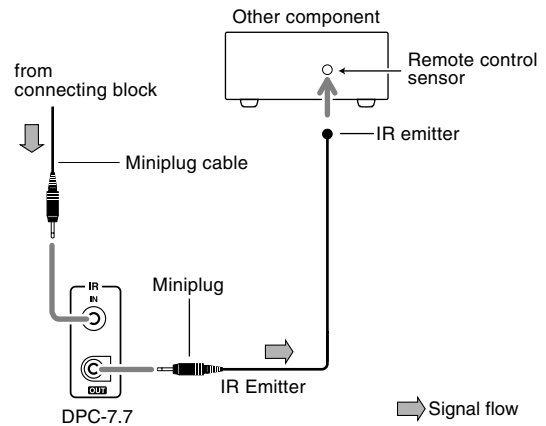 Other component
Remote control
sensor
from
connecting block
IR emitter
Miniplug cable
IR
IN
Miniplug
OUT
IR Emitter
DPC-7.7
Signal flow